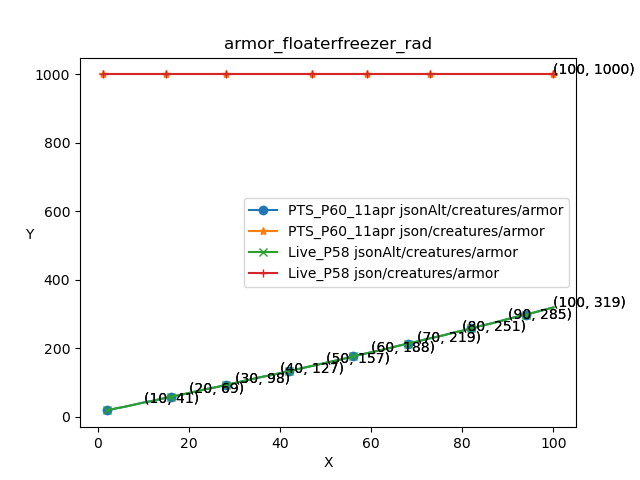 armor_floaterfreezer_rad
1000
(100, 1000)
800
600
PTS_P60_11apr jsonAlt/creatures/armor
PTS_P60_11apr json/creatures/armor
Y
Live_P58 jsonAlt/creatures/armor
Live_P58 json/creatures/armor
400
(100, 319)
(90, 285)
(80, 251)
(70, 219)
200
(60, 188)
(50, 157)
(40, 127)
(30, 98)
(20, 69)
(10, 41)
0
0 20 40 60 80 100
X